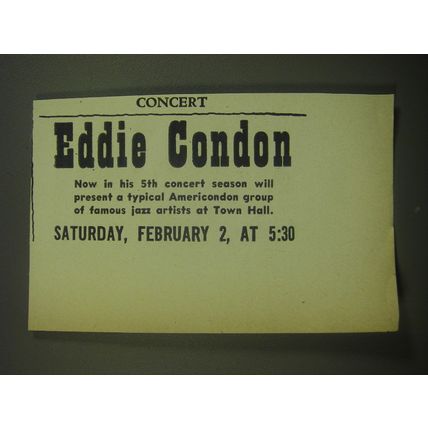 CONCERT
Eddie Condon
Now in his 5th concert season will
present a typical Americondon group
of famous jazz artists at Town Hall.
SATURDAY, FEBRUARY 2, AT 5:30